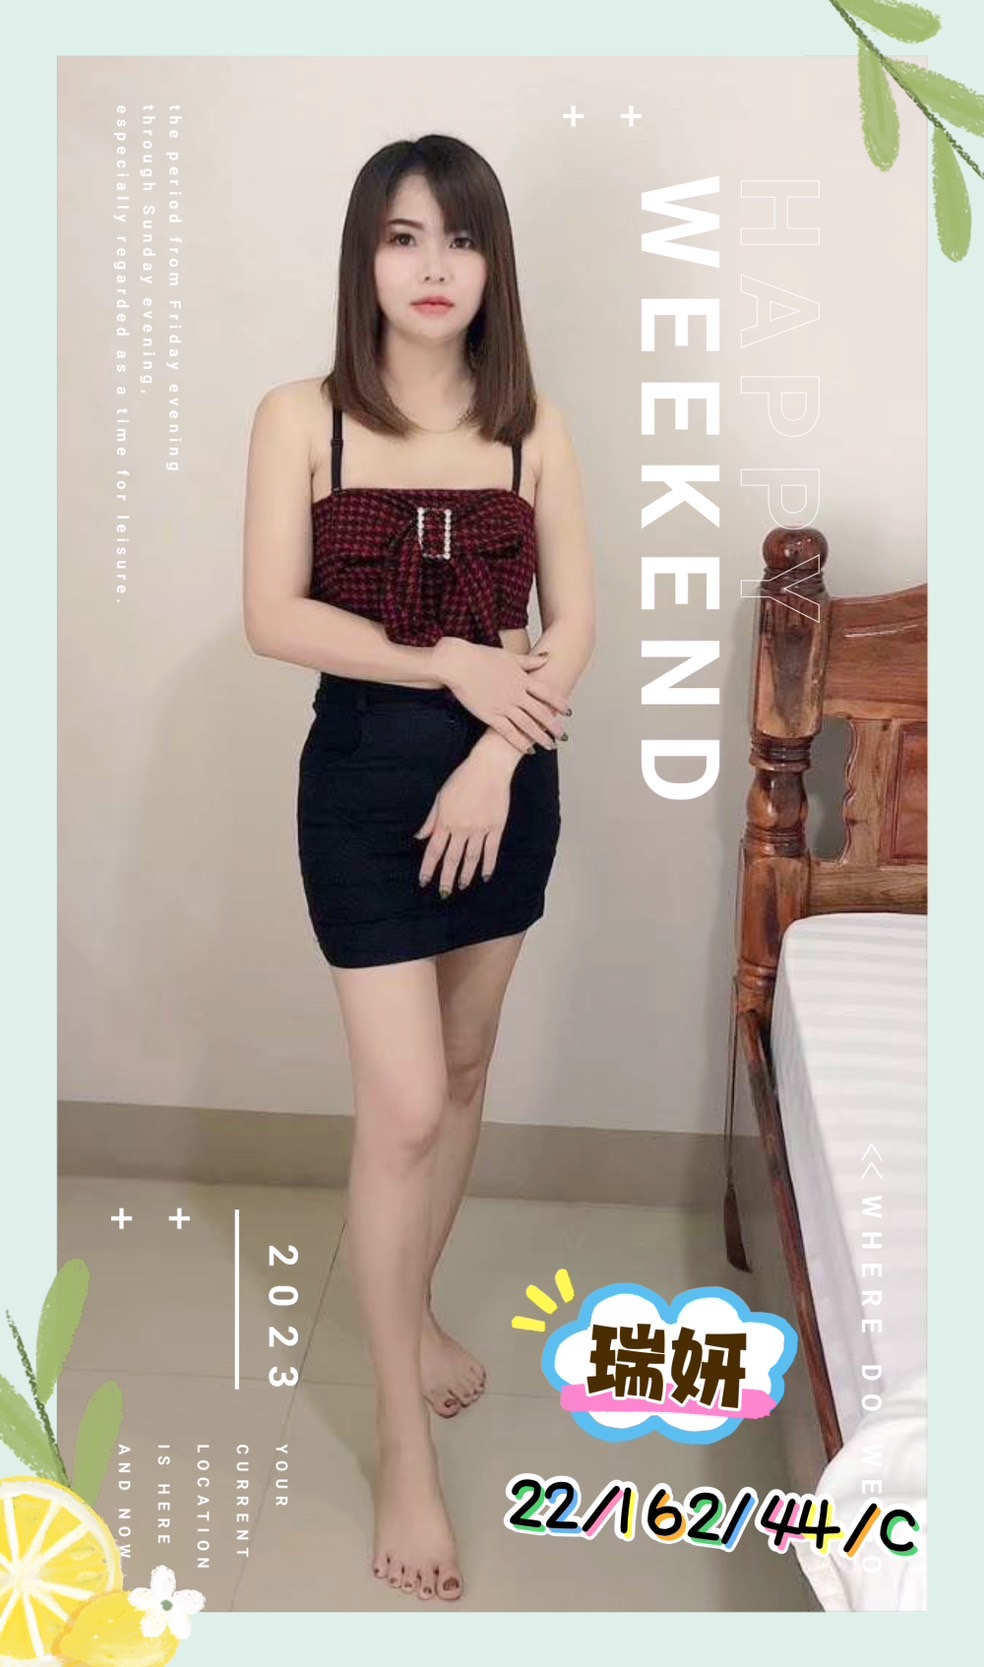 the period from Friday evening
through Sunday evening,
especially regarded as a time for leisure.
+ +
HAPPY
WEEKEND
<<WHERE DO WE
+ +
2023
YOUR
CURRENT
LOCATION
IS HERE
AND NOW
瑞妍
22/162/44/C